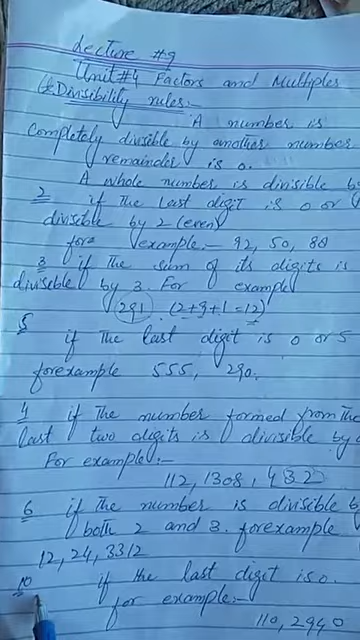 Lecture #9
Unit #4 Factors and Multiples
Divisibility rules:-
A number is
Completely divisible by another number
remainder is 0.
A whole number is divisible by
2 if the last digit is 0 or
divisible by 2 (even)
for example:- 92, 50, 88
3 if the sum of its digits is
divisible by 3. For example
291 (2+9+1=12)
5
if the last digit is 0 or 5
for example 555, 290.
4 if the number formed from the
last two digits is divisible by
For example:-
112, 1308, 432
6 if the number is divisible by
both 2 and 3. for example
12, 24, 3312
10 if the last digit is 0.
for example:-
110, 2940